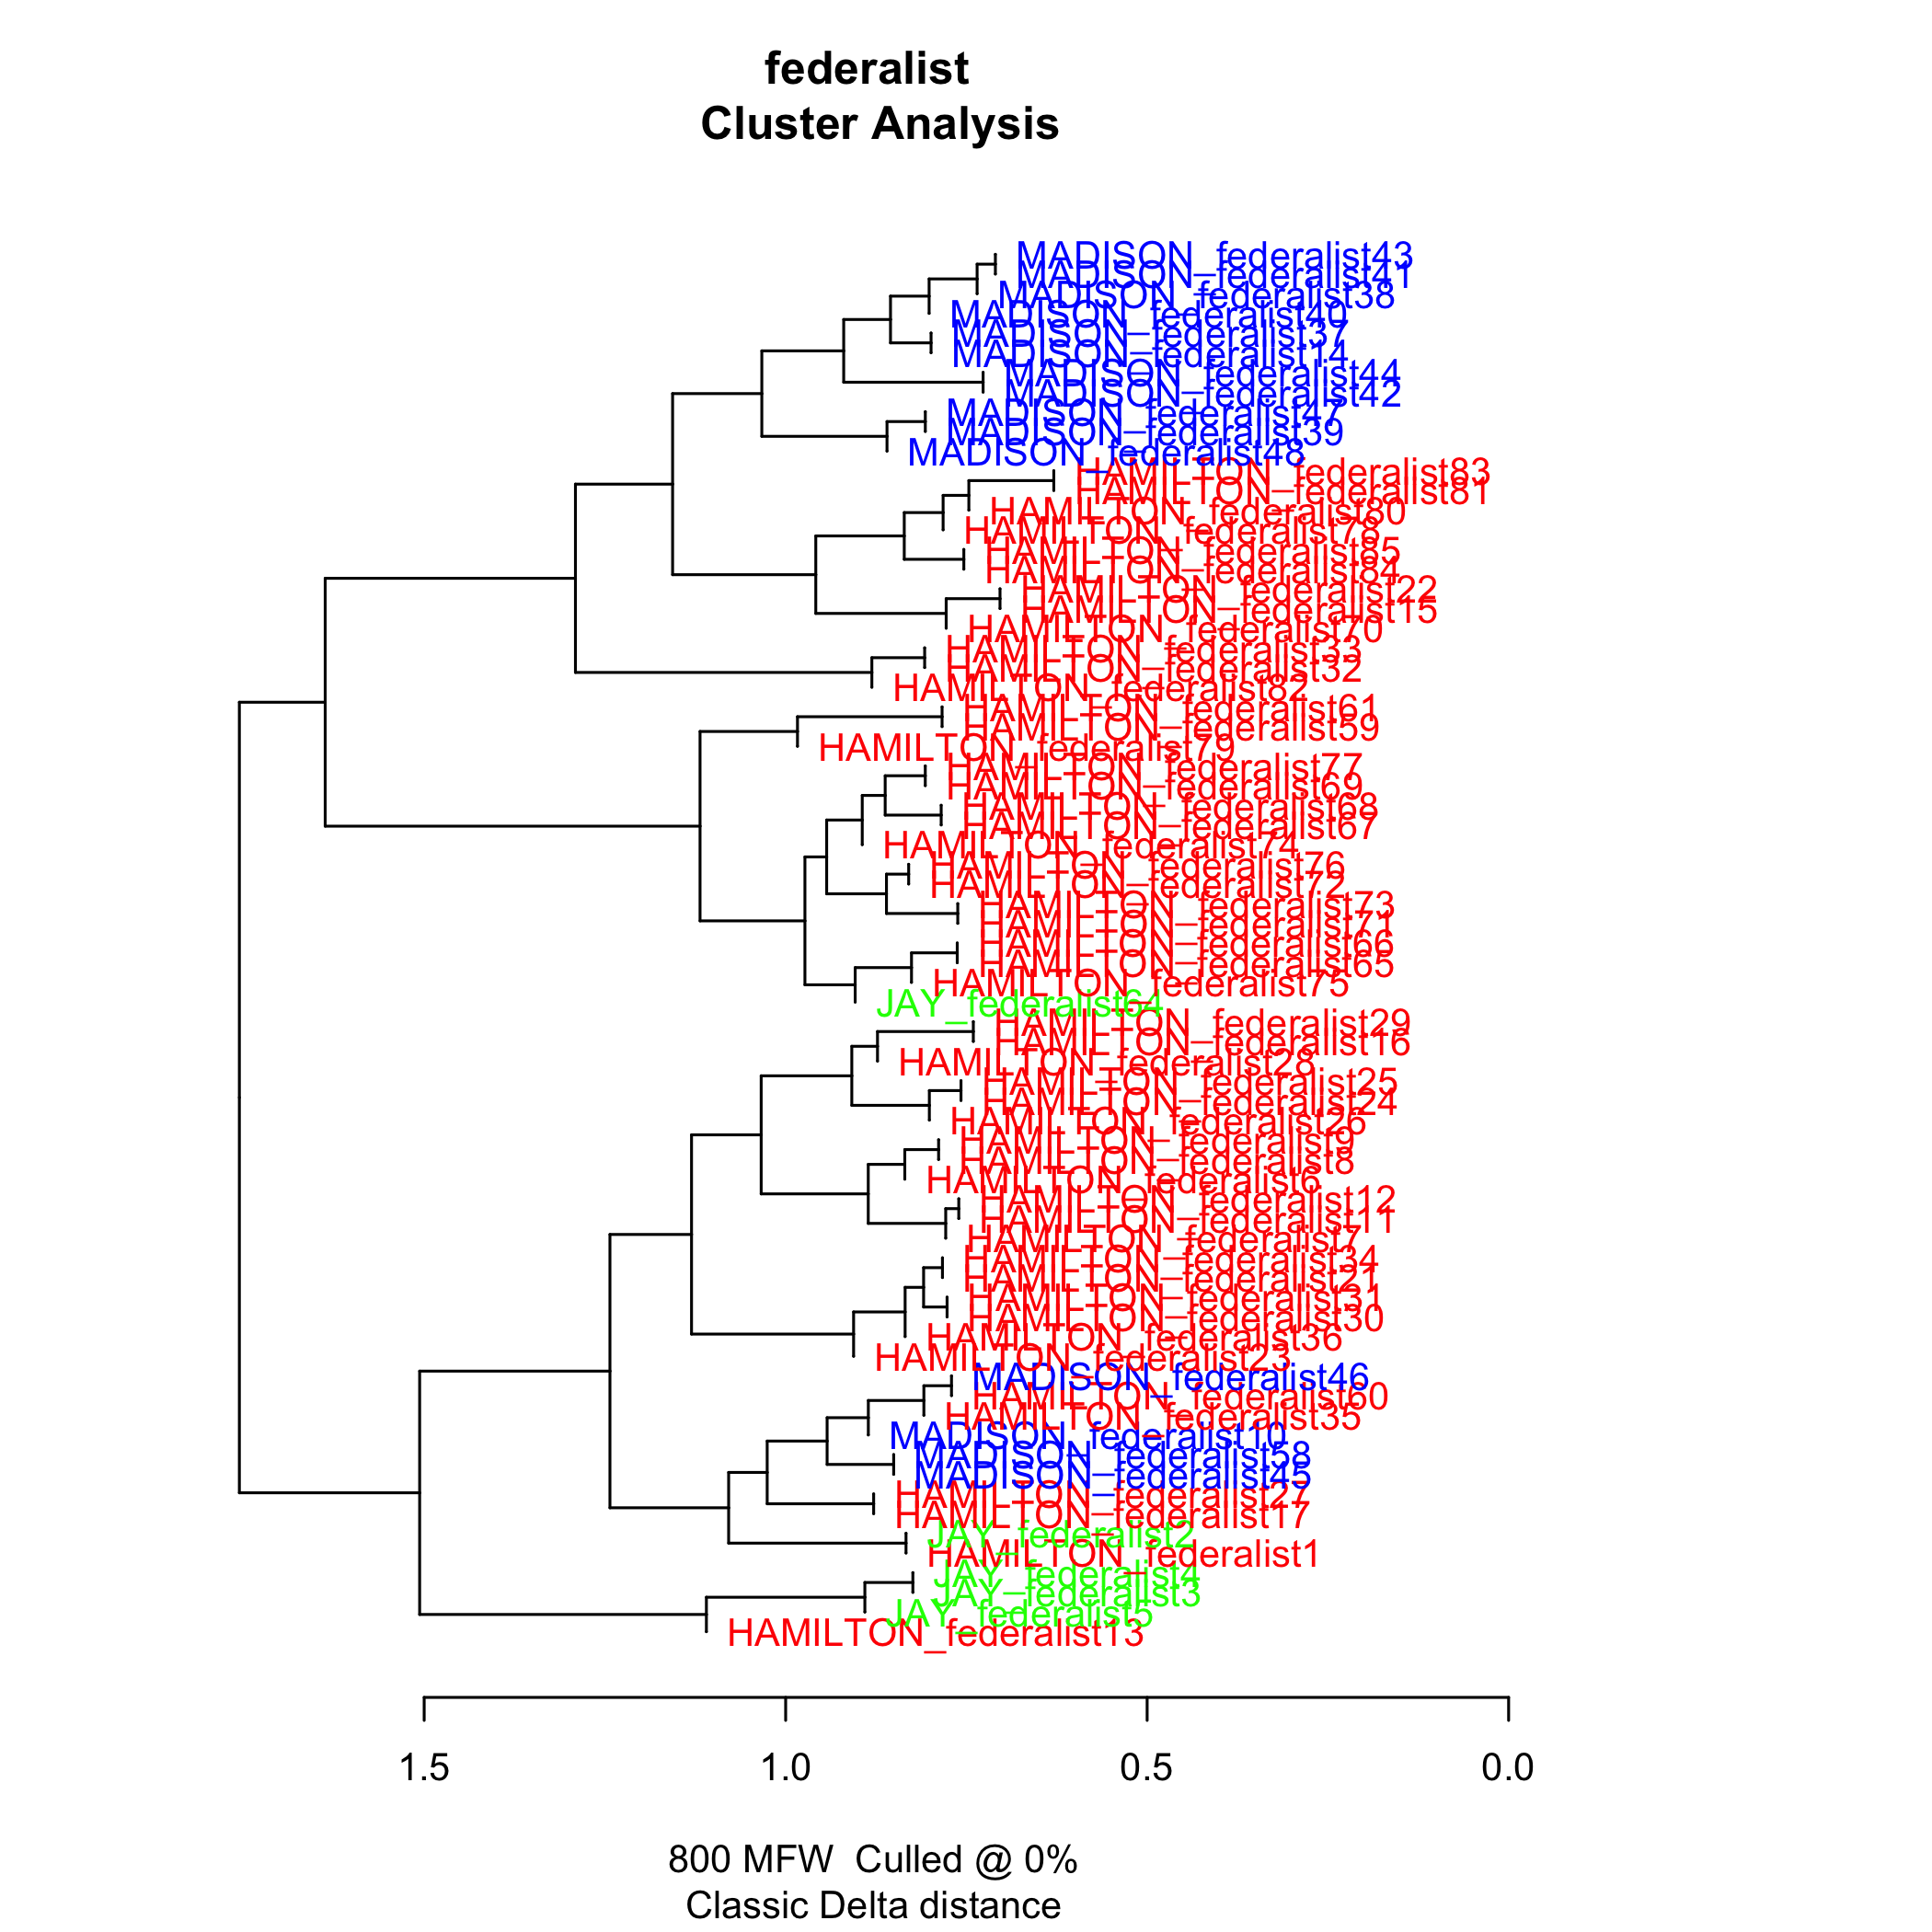 federalist
Cluster Analysis
MADISON_federalist43
MADISON_federalist41
MADISON_federalist38
MADISON_federalist40
MADISON_federalist37
MADISON_federalist14
MADISON_federalist44
MADISON_federalist42
MADISON_federalist47
MADISON_federalist39
MADISON_federalist48
HAMILTON_federalist83
HAMILTON_federalist81
HAMILTON_federalist80
HAMILTON_federalist78
HAMILTON_federalist85
HAMILTON_federalist84
HAMILTON_federalist22
HAMILTON_federalist15
HAMILTON_federalist70
HAMILTON_federalist33
HAMILTON_federalist32
HAMILTON_federalist82
HAMILTON_federalist61
HAMILTON_federalist59
HAMILTON_federalist79
HAMILTON_federalist77
HAMILTON_federalist69
HAMILTON_federalist68
HAMILTON_federalist67
HAMILTON_federalist74
HAMILTON_federalist76
HAMILTON_federalist72
HAMILTON_federalist73
HAMILTON_federalist71
HAMILTON_federalist66
HAMILTON_federalist65
HAMILTON_federalist75
JAY_federalist64
HAMILTON_federalist29
HAMILTON_federalist16
HAMILTON_federalist28
HAMILTON_federalist25
HAMILTON_federalist24
HAMILTON_federalist26
HAMILTON_federalist9
HAMILTON_federalist8
HAMILTON_federalist6
HAMILTON_federalist12
HAMILTON_federalist11
HAMILTON_federalist7
HAMILTON_federalist34
HAMILTON_federalist21
HAMILTON_federalist31
HAMILTON_federalist30
HAMILTON_federalist36
HAMILTON_federalist23
MADISON_federalist46
HAMILTON_federalist60
HAMILTON_federalist35
MADISON_federalist10
MADISON_federalist58
MADISON_federalist45
HAMILTON_federalist27
HAMILTON_federalist17
JAY_federalist2
HAMILTON_federalist1
JAY_federalist4
JAY_federalist3
JAY_federalist5
HAMILTON_federalist13
1.5 1.0 0.5 0.0
800 MFW Culled @ 0%
Classic Delta distance